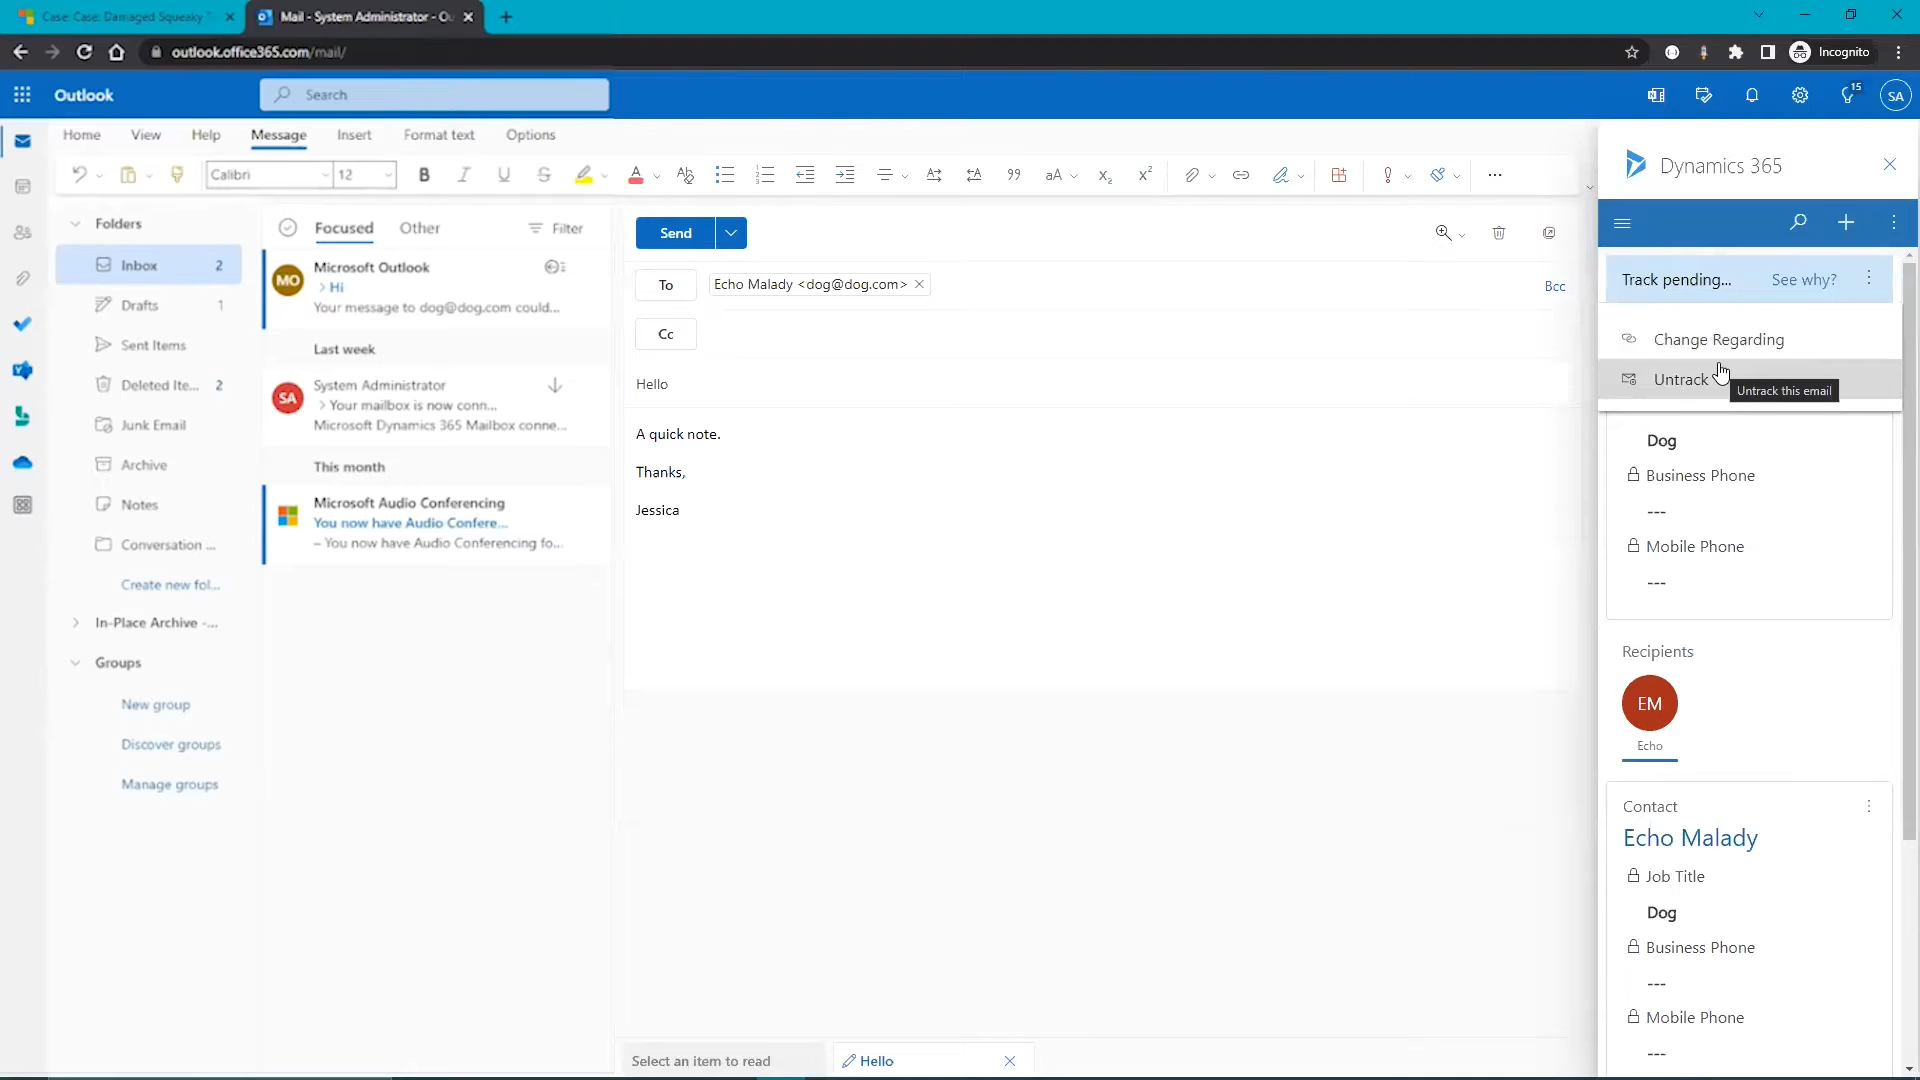 Case: Case: Damaged Squeaky T
Mail - System Administrator - Ou
outlook.office365.com/mail/
Incognito
Outlook
Search
15
SA
Home
View
Help
Message
Insert
Format text
Options
Calibri
12
Dynamics 365
Folders
Inbox 2
Drafts 1
Sent Items
Deleted Ite... 2
Junk Email
Archive
Notes
Conversation ...
Create new fol...
In-Place Archive -...
Groups
New group
Discover groups
Manage groups
Focused
Other
Filter
MO
Microsoft Outlook
Hi
Your message to dog@dog.com could...
Last week
SA
System Administrator
Your mailbox is now conn...
Microsoft Dynamics 365 Mailbox conne...
This month
Microsoft Audio Conferencing
You now have Audio Confere...
– You now have Audio Conferencing fo...
Send
To
Echo Malady <dog@dog.com>
Bcc
Cc
Hello
A quick note.
Thanks,
Jessica
Select an item to read
Hello
Track pending...
See why?
Change Regarding
Untrack
Untrack this email
Dog
Business Phone
---
Mobile Phone
---
Recipients
EM
Echo
Contact
Echo Malady
Job Title
Dog
Business Phone
---
Mobile Phone
---